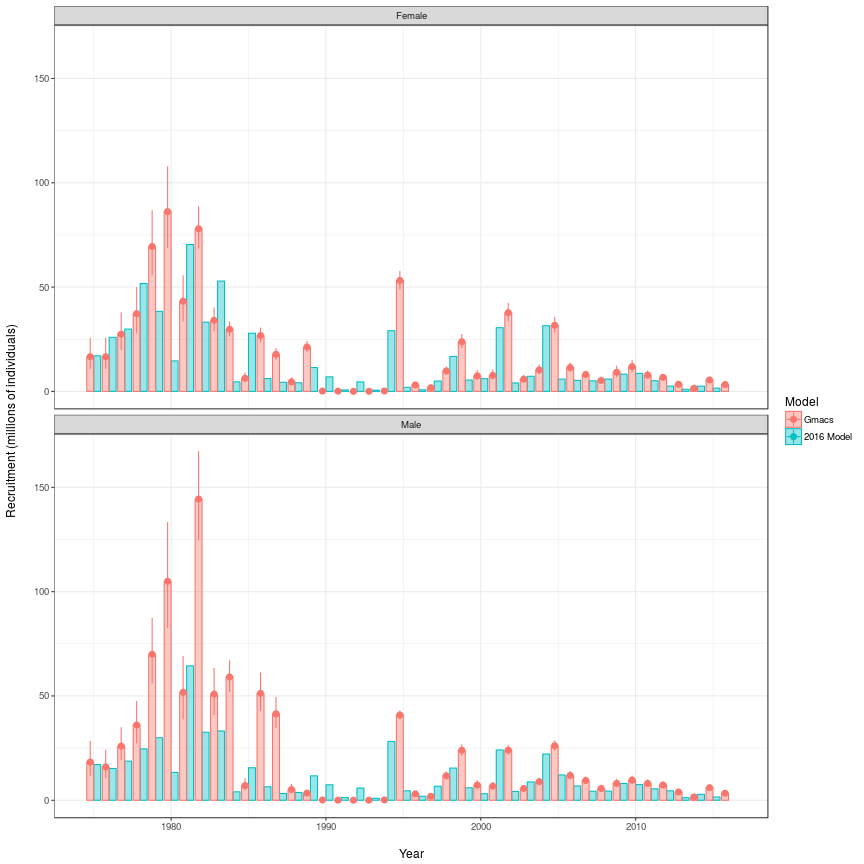 Female
150
100
50
0
Male
150
100
50
0
1980 1990 2000 2010
Year
Recruitment (millions of individuals)
Model
Gmacs
2016 Model